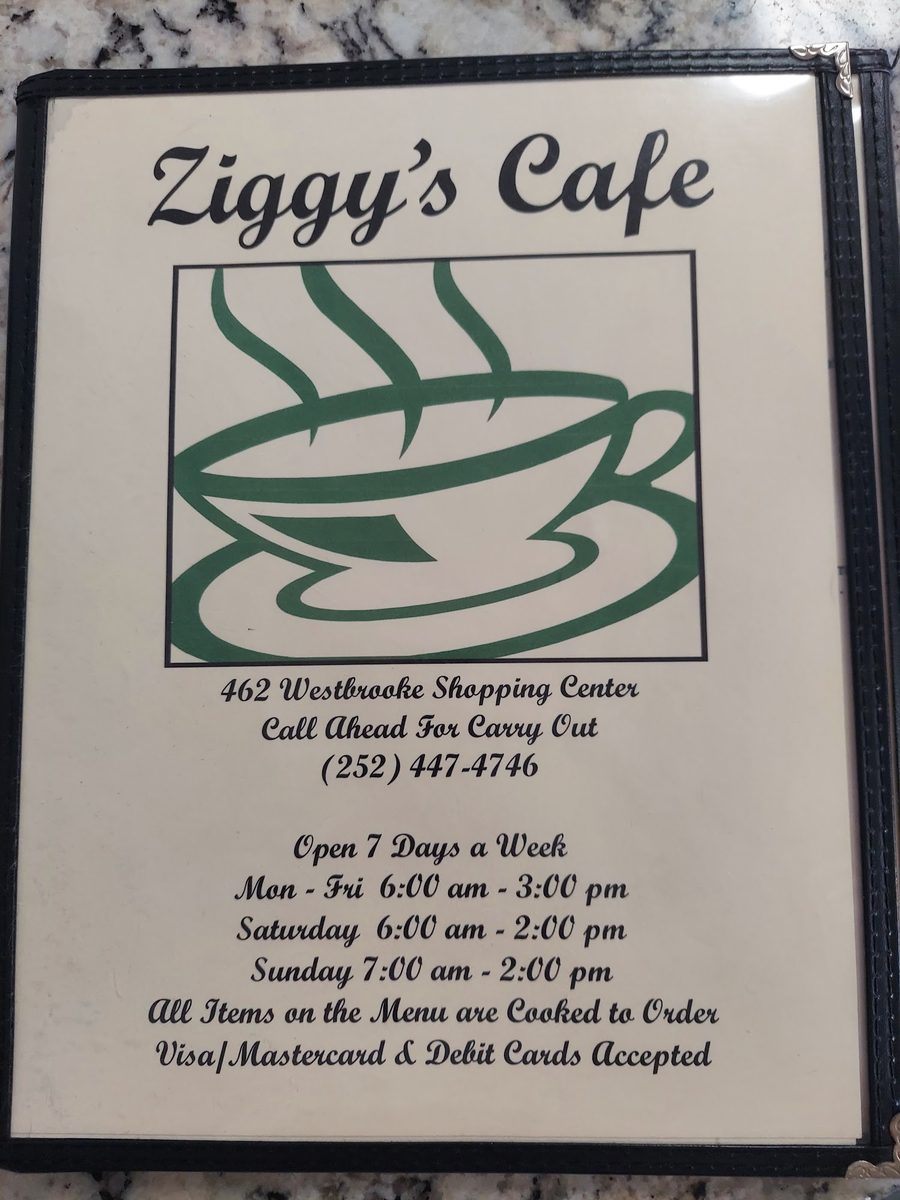 Ziggy's Cafe
462 Westbrooke Shopping Center
Call Ahead For Carry Out
(252) 447-4746
Open 7 Days a Week
Mon - Fri 6:00 am - 3:00 pm
Saturday 6:00 am - 2:00 pm
Sunday 7:00 am - 2:00 pm
All Items on the Menu are Cooked to Order
Visa/Mastercard & Debit Cards Accepted